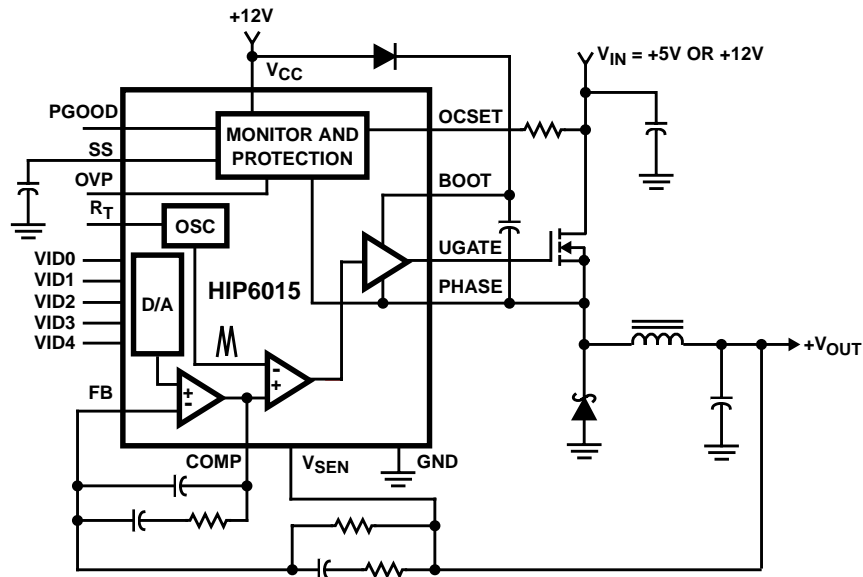 +12V
V_IN = +5V OR +12V
V_CC
PGOOD
MONITOR AND
PROTECTION
OCSET
SS
OVP
BOOT
R_T
OSC
UGATE
VID0
VID1
VID2
VID3
VID4
D/A
HIP6015
PHASE
+V_OUT
FB
+
-
-
+
COMP
V_SEN
GND